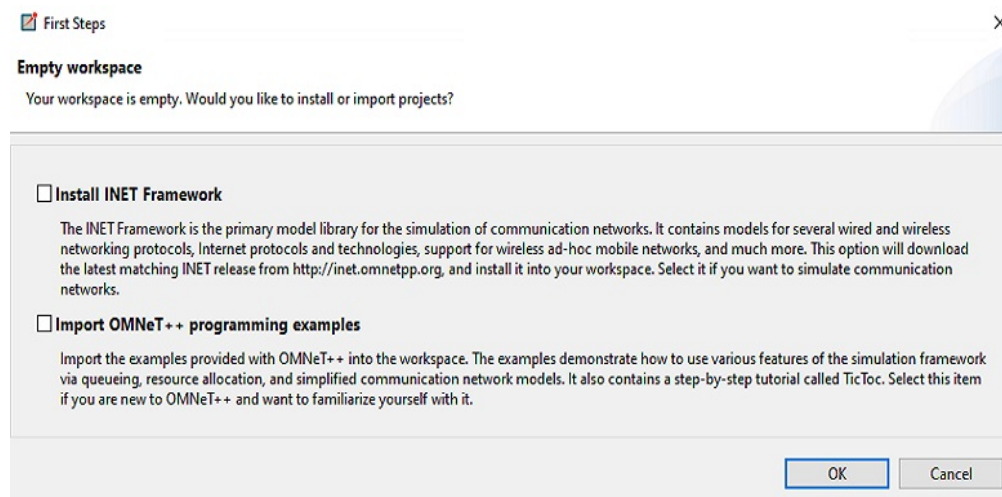 First Steps
Empty workspace
Your workspace is empty. Would you like to install or import projects?
Install INET Framework
The INET Framework is the primary model library for the simulation of communication networks. It contains models for several wired and wireless
networking protocols, Internet protocols and technologies, support for wireless ad-hoc mobile networks, and much more. This option will download
the latest matching INET release from http://inet.omnetpp.org, and install it into your workspace. Select it if you want to simulate communication
networks.
Import OMNeT++ programming examples
Import the examples provided with OMNeT++ into the workspace. The examples demonstrate how to use various features of the simulation framework
via queueing, resource allocation, and simplified communication network models. It also contains a step-by-step tutorial called TicToc. Select this item
if you are new to OMNeT++ and want to familiarize yourself with it.
OK Cancel